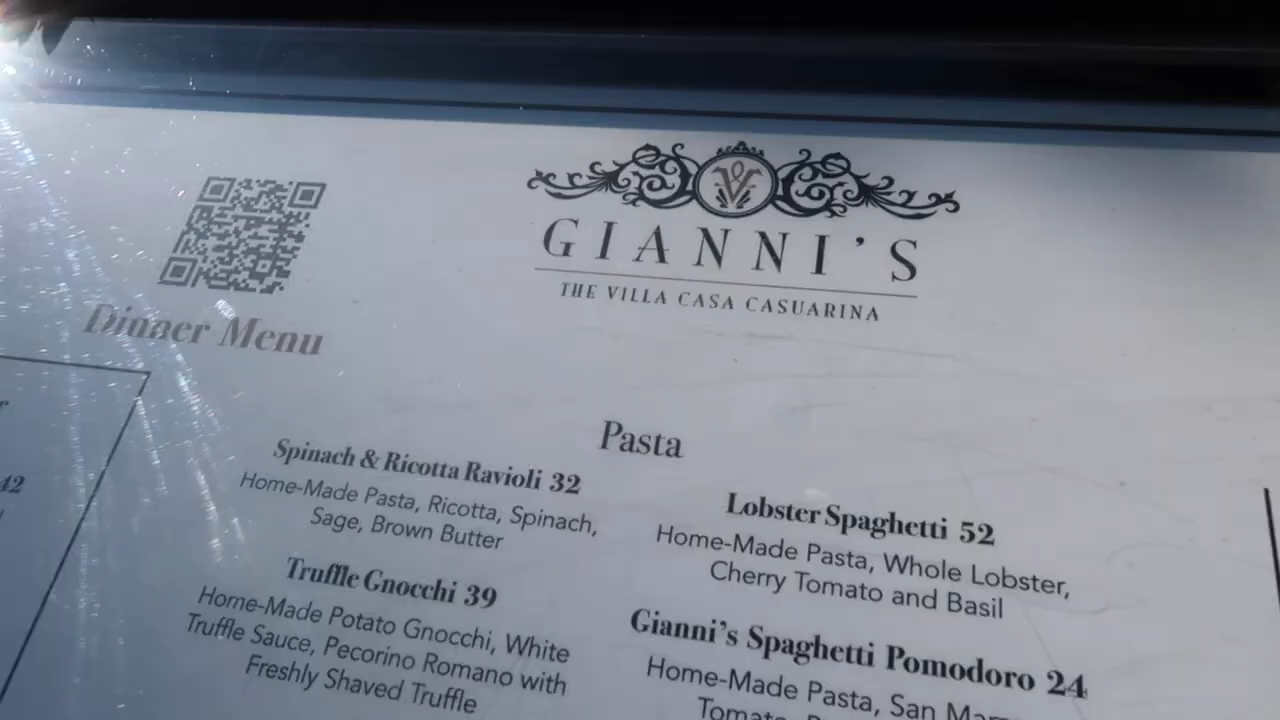 GIANNI'S
THE VILLA CASA CASUARINA
Dinner Menu
42
Pasta
Spinach & Ricotta Ravioli 32
Home-Made Pasta, Ricotta, Spinach,
Sage, Brown Butter
Truffle Gnocchi 39
Home-Made Potato Gnocchi, White
Truffle Sauce, Pecorino Romano with
Freshly Shaved Truffle
Lobster Spaghetti 52
Home-Made Pasta, Whole Lobster,
Cherry Tomato and Basil
Gianni's Spaghetti Pomodoro 24
Home-Made Pasta, San